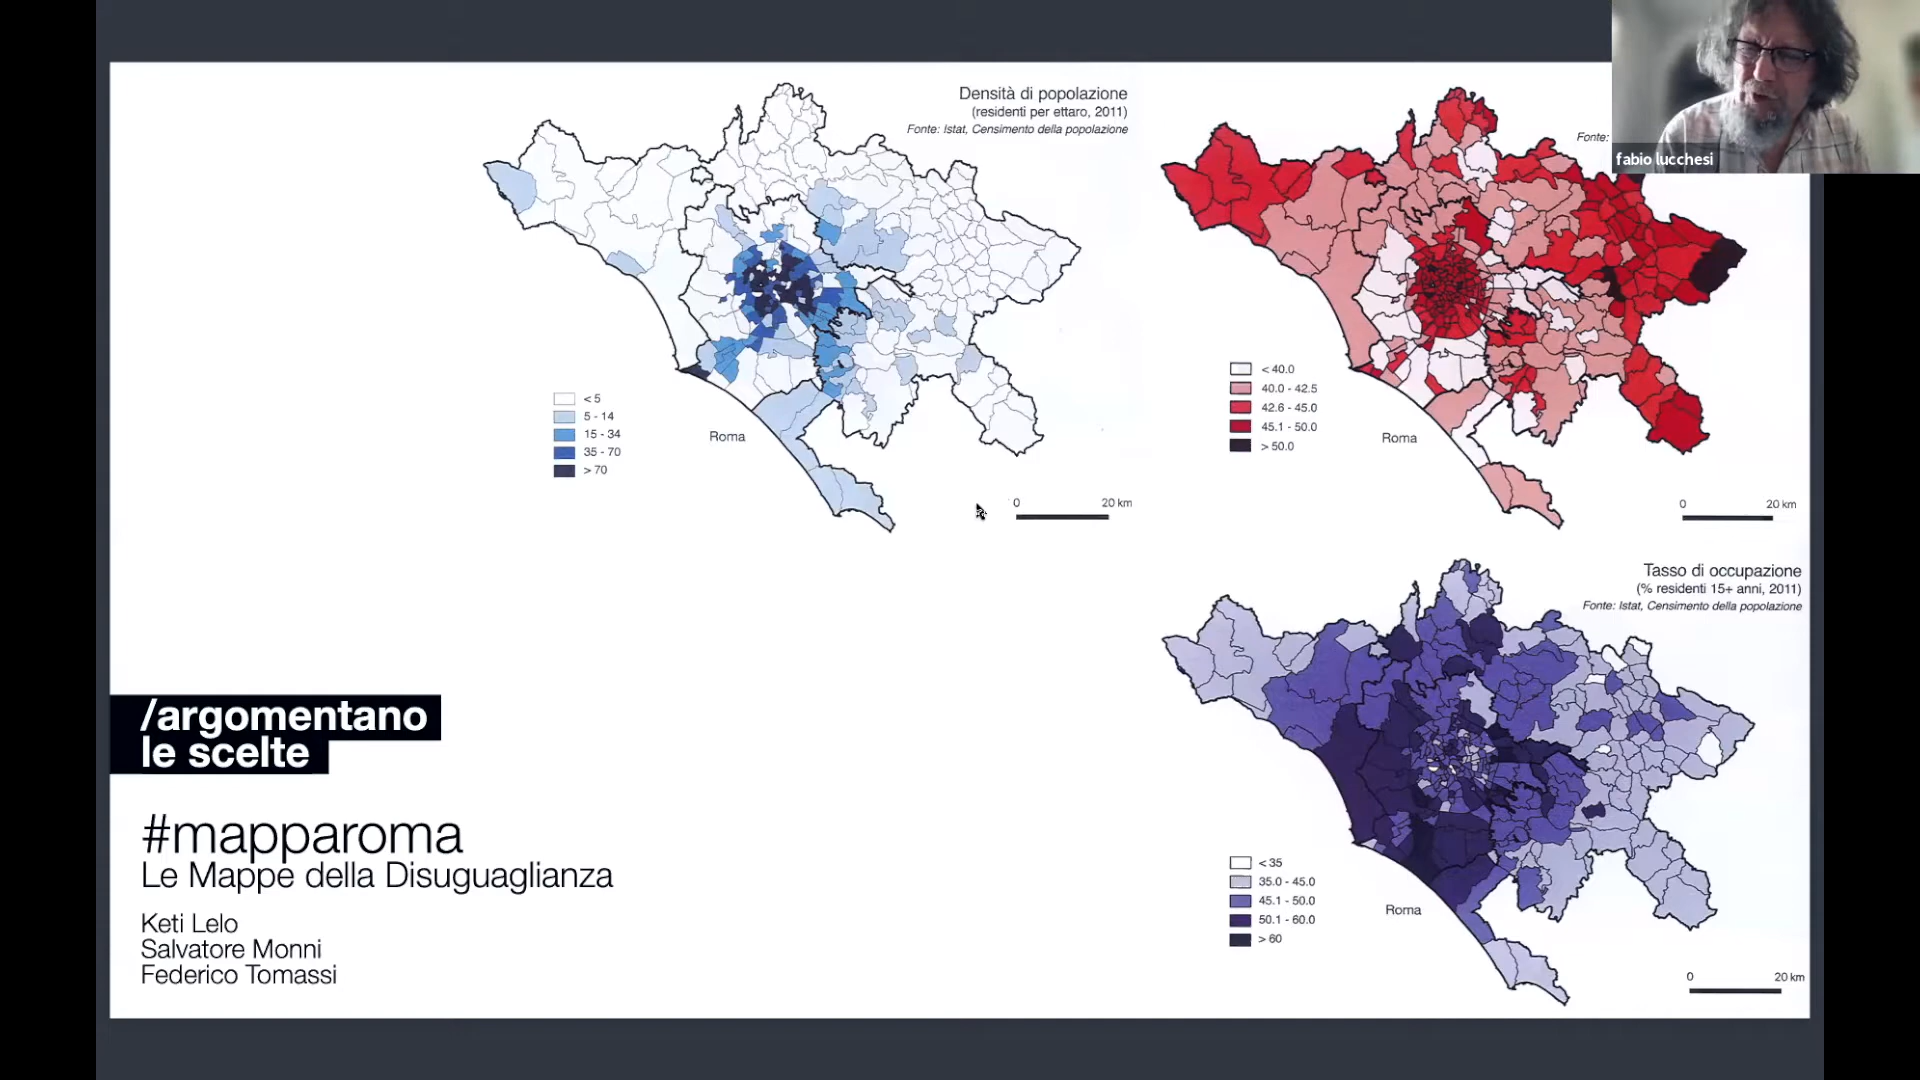 Densità di popolazione
(residenti per ettaro, 2011)
Fonte: Istat, Censimento della popolazione
< 5
5 - 14
15 - 34
35 - 70
> 70
Roma
0 20 km
Fonte:
fabio lucchesi
< 40.0
40.0 - 42.5
42.6 - 45.0
45.1 - 50.0
> 50.0
Roma
0 20 km
Tasso di occupazione
(% residenti 15+ anni, 2011)
Fonte: Istat, Censimento della popolazione
< 35
35.0 - 45.0
45.1 - 50.0
50.1 - 60.0
> 60
Roma
0 20 km
/argomentano
le scelte
#mapparoma
Le Mappe della Disuguaglianza
Keti Lelo
Salvatore Monni
Federico Tomassi